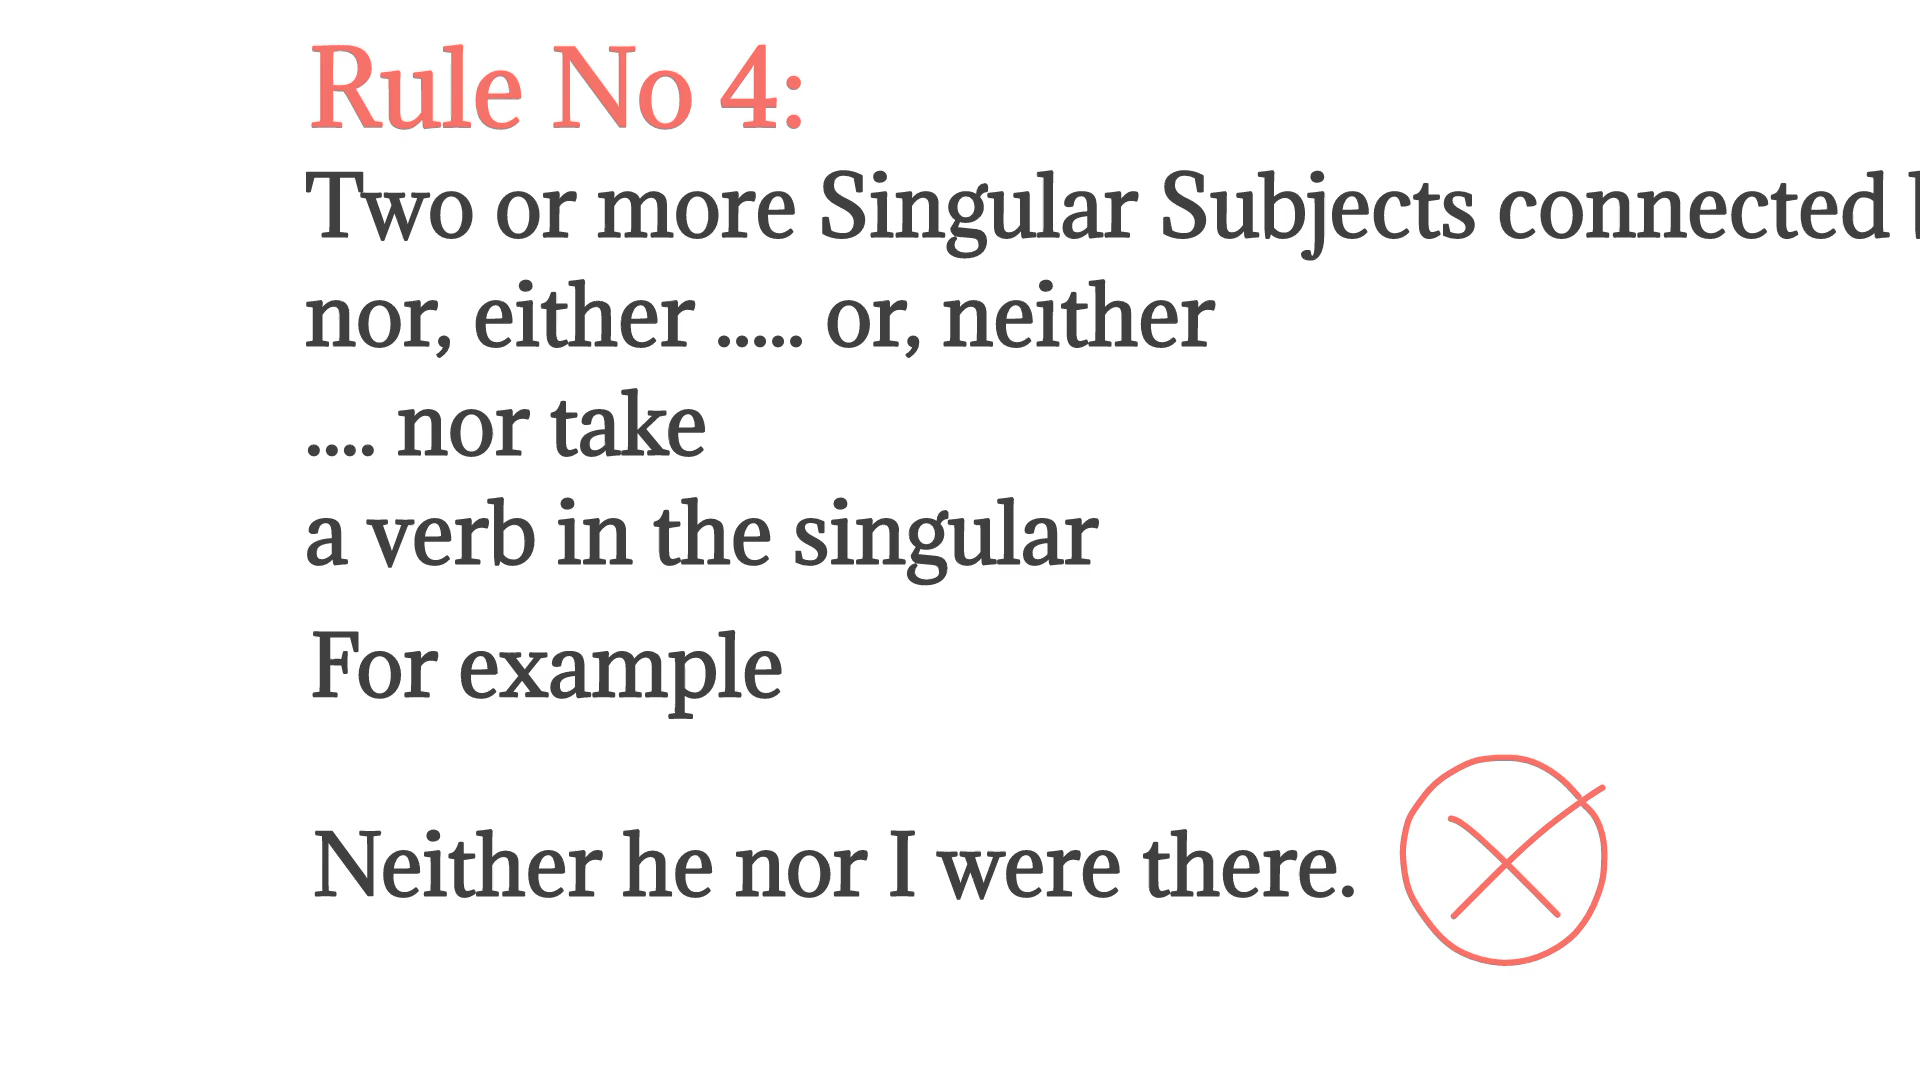 Rule No 4:
Two or more Singular Subjects connected
nor, either ..... or, neither
.... nor take
a verb in the singular
For example
Neither he nor I were there.